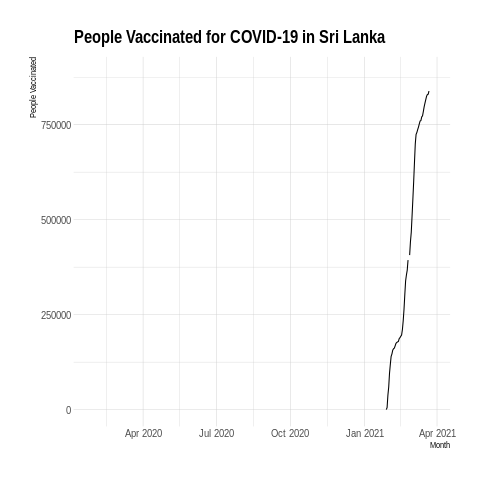 People Vaccinated for COVID-19 in Sri Lanka
People Vaccinated
750000
500000
250000
0
Apr 2020 Jul 2020 Oct 2020 Jan 2021 Apr 2021
Month